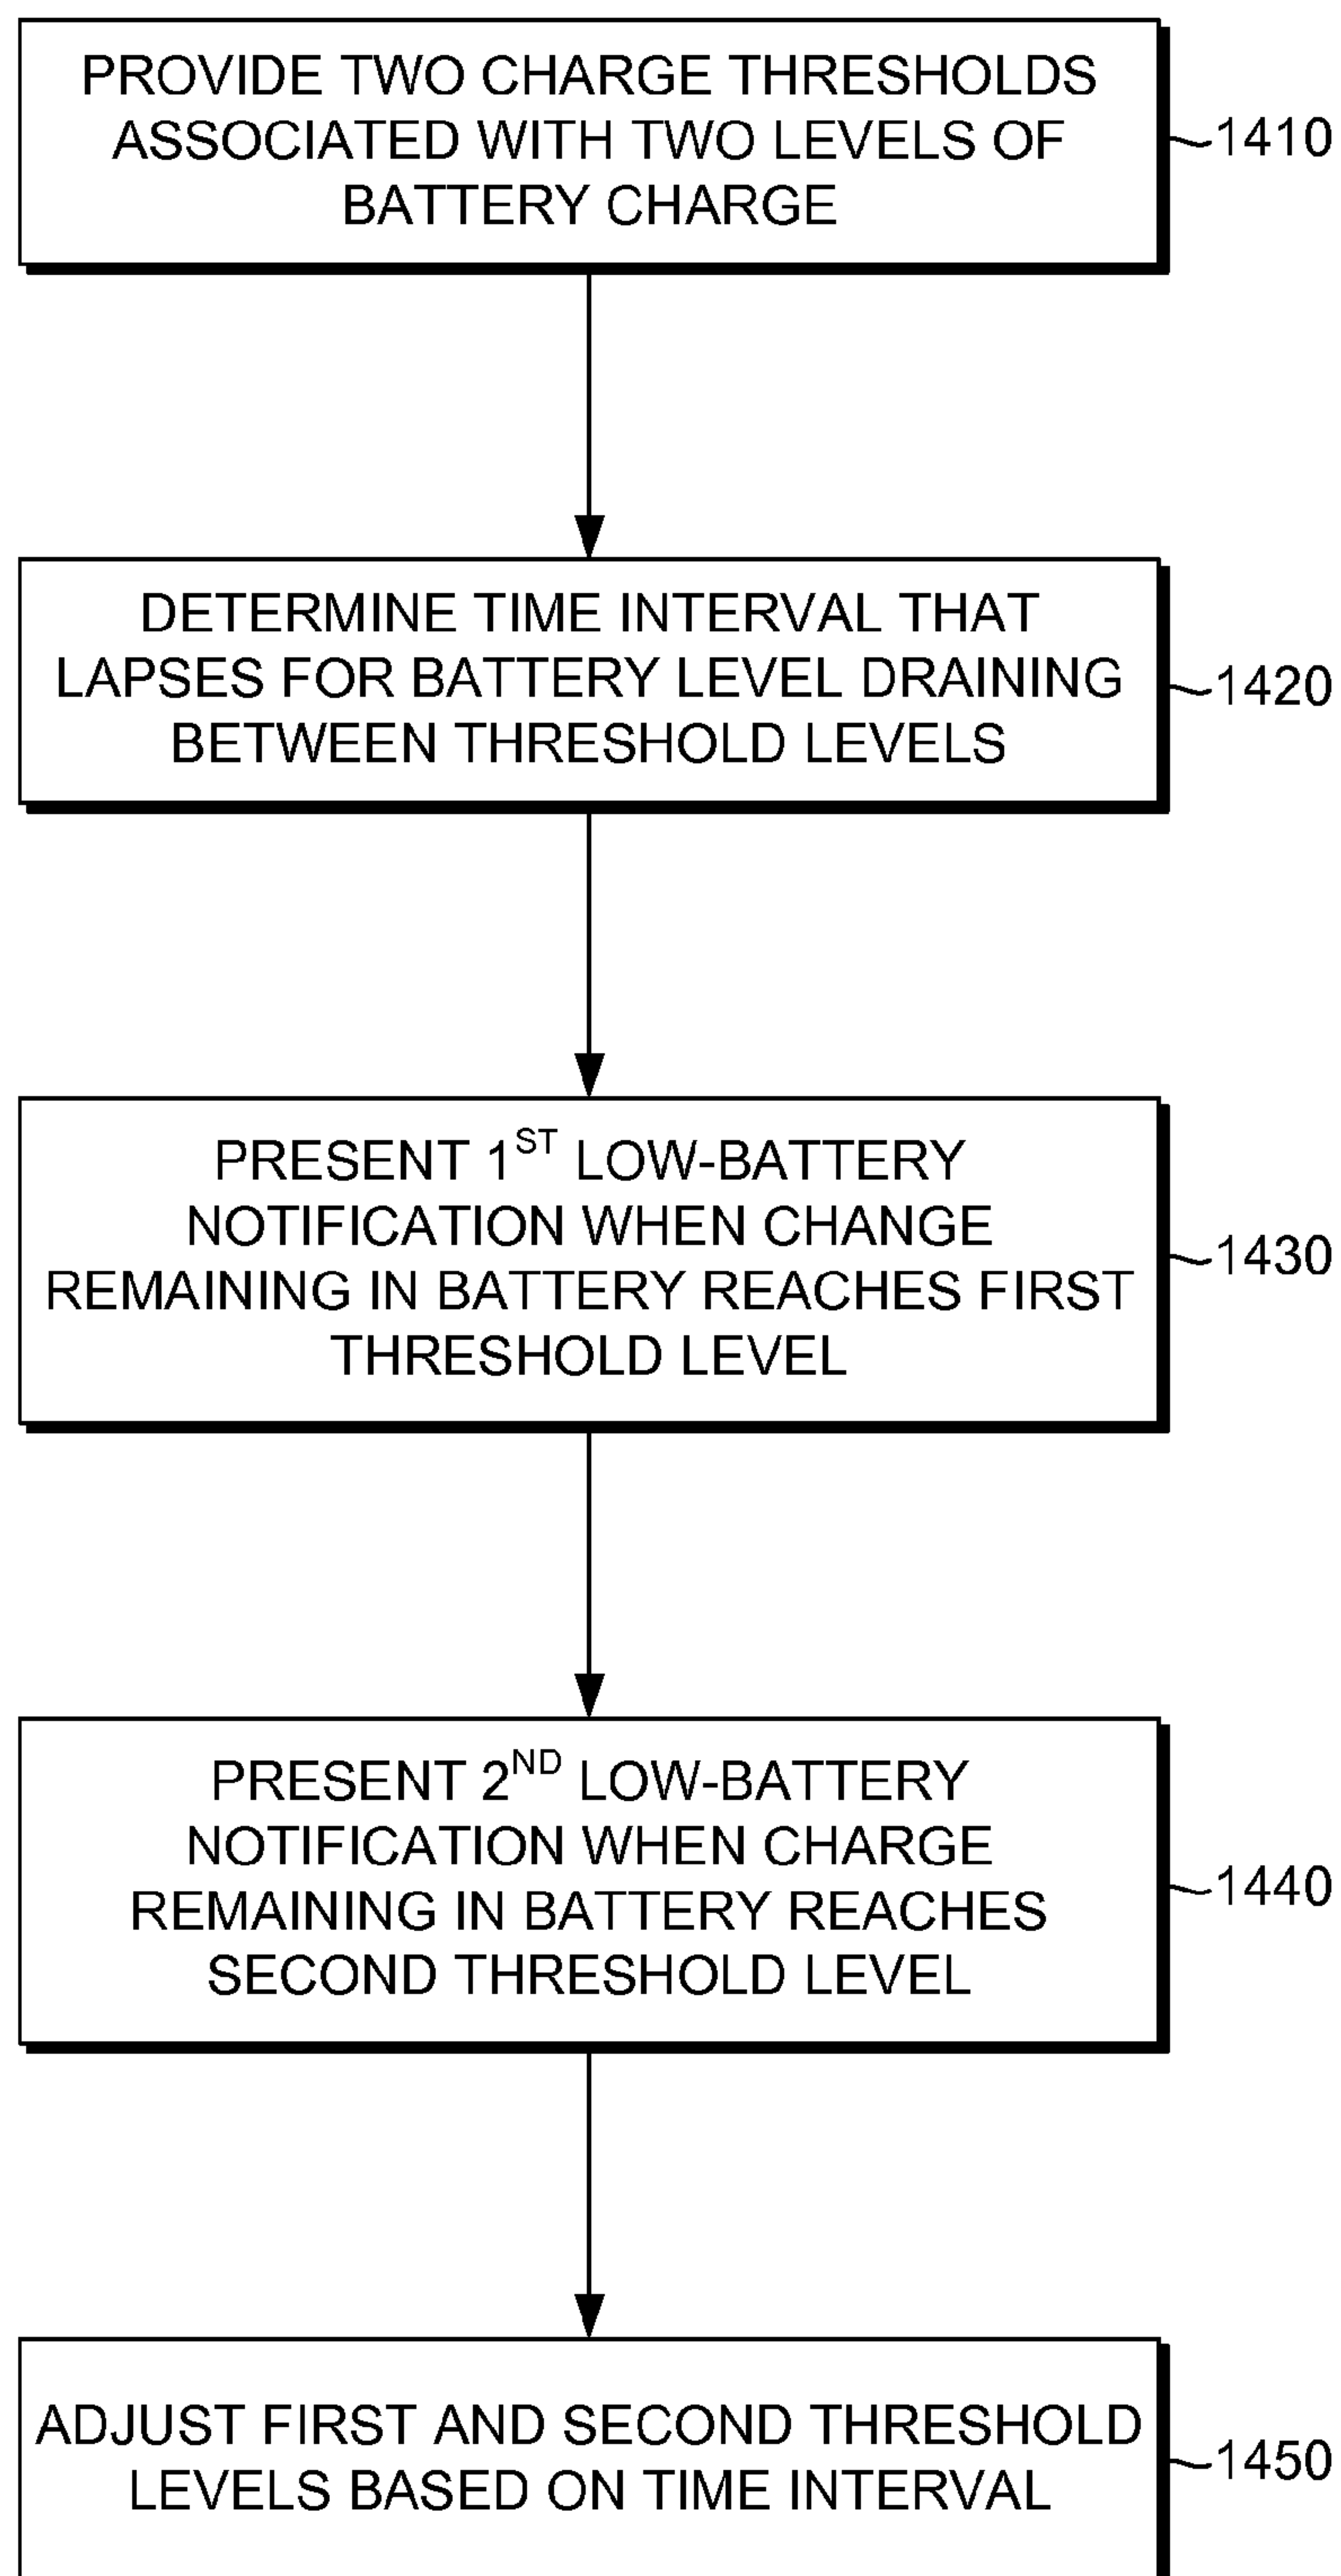 PROVIDE TWO CHARGE THRESHOLDS
ASSOCIATED WITH TWO LEVELS OF
BATTERY CHARGE
1410
DETERMINE TIME INTERVAL THAT
LAPSES FOR BATTERY LEVEL DRAINING
BETWEEN THRESHOLD LEVELS
1420
PRESENT 1ST LOW-BATTERY
NOTIFICATION WHEN CHANGE
REMAINING IN BATTERY REACHES FIRST
THRESHOLD LEVEL
1430
PRESENT 2ND LOW-BATTERY
NOTIFICATION WHEN CHARGE
REMAINING IN BATTERY REACHES
SECOND THRESHOLD LEVEL
1440
ADJUST FIRST AND SECOND THRESHOLD
LEVELS BASED ON TIME INTERVAL
1450